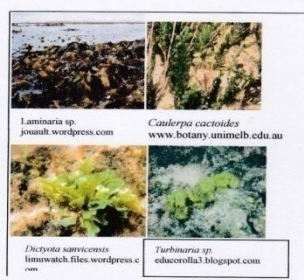 Laminaria sp.
jouault.wordpress.com
Caulerpa cactoides
www.botany.unimelb.edu.au
Dictyota sanvicensis
limuwatch.files.wordpress.c
om
Turbinaria sp.
educorolla3.blogspot.com